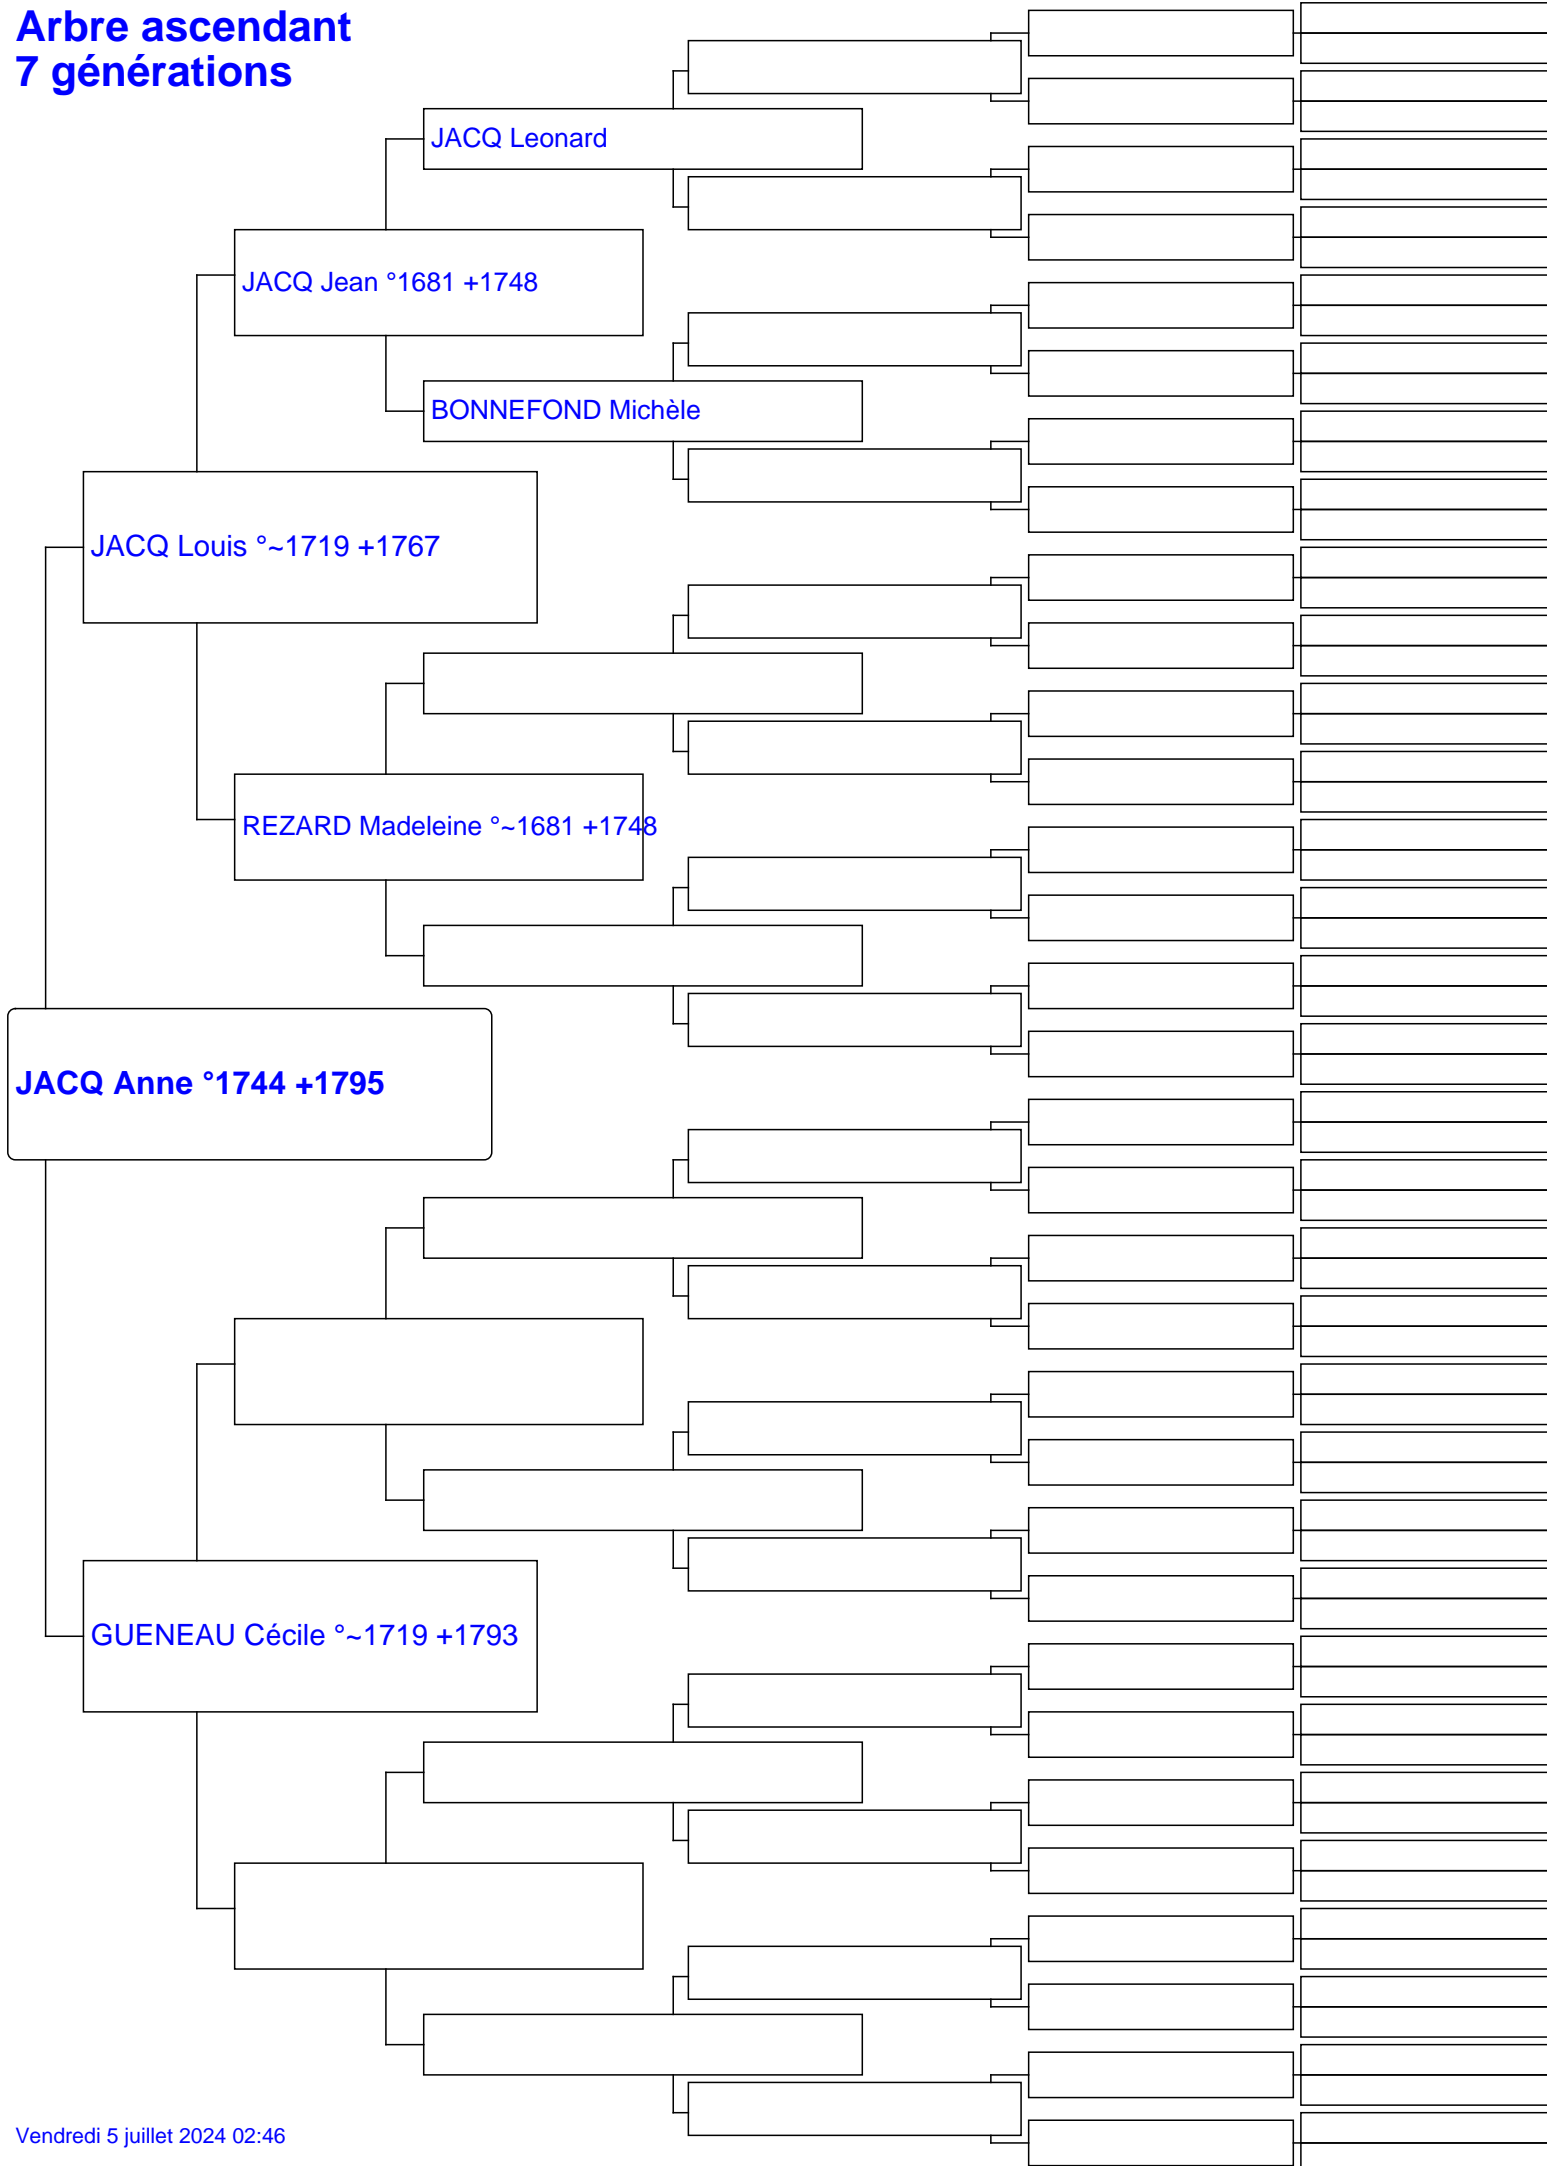 Arbre ascendant
7 générations
JACQ Leonard
JACQ Jean °1681 +1748
BONNEFOND Michèle
JACQ Louis °~1719 +1767
REZARD Madeleine °~1681 +1748
JACQ Anne °1744 +1795
GUENEAU Cécile °~1719 +1793
Vendredi 5 juillet 2024 02:46